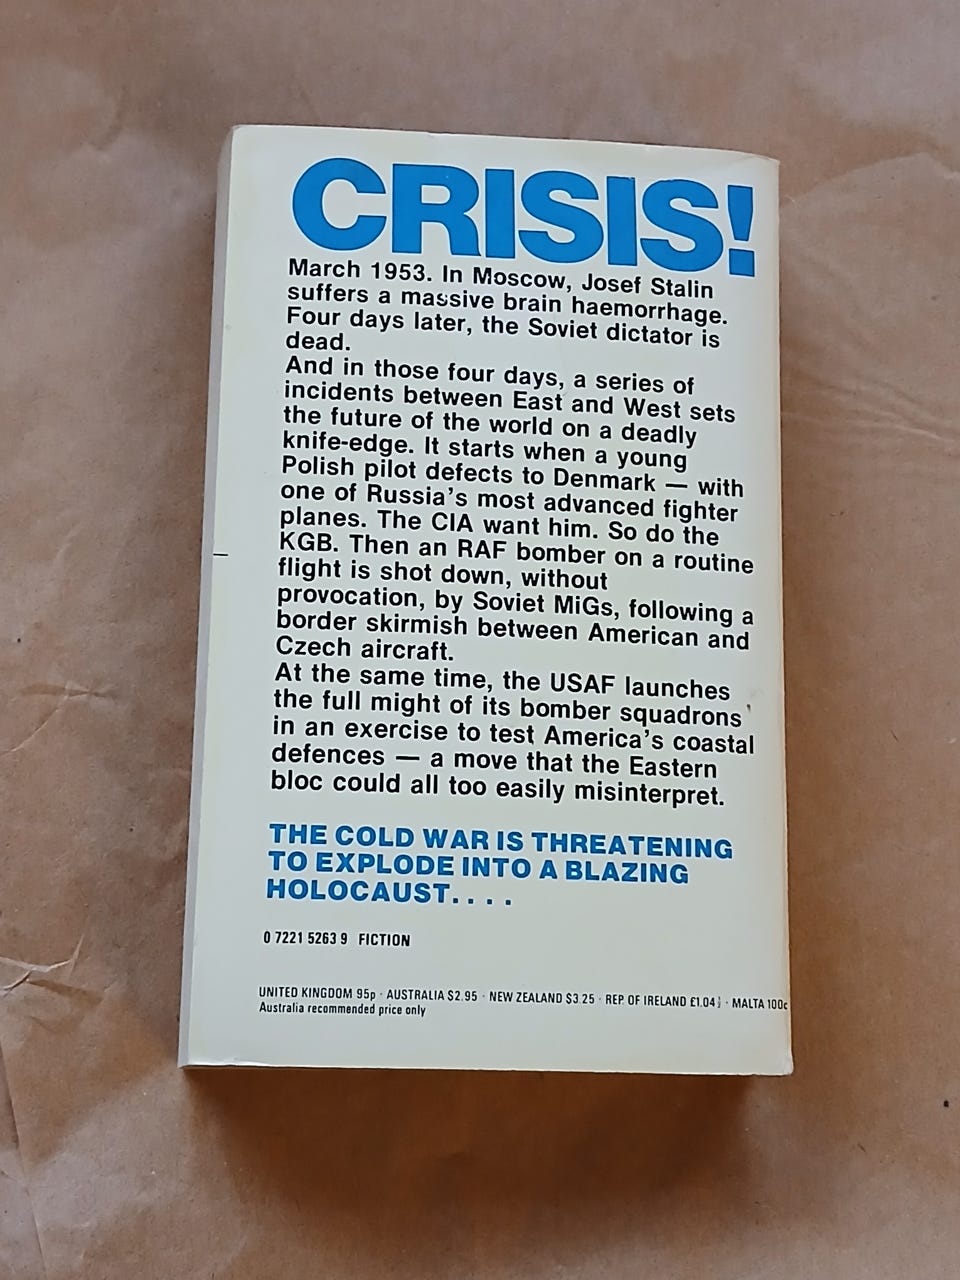 CRISIS!
March 1953. In Moscow, Josef Stalin
suffers a massive brain haemorrhage.
Four days later, the Soviet dictator is
dead.
And in those four days, a series of
incidents between East and West sets
the future of the world on a deadly
knife-edge. It starts when a young
Polish pilot defects to Denmark — with
one of Russia's most advanced fighter
planes. The CIA want him. So do the
KGB. Then an RAF bomber on a routine
flight is shot down, without
provocation, by Soviet MiGs, following a
border skirmish between American and
Czech aircraft.
At the same time, the USAF launches
the full might of its bomber squadrons
in an exercise to test America's coastal
defences — a move that the Eastern
bloc could all too easily misinterpret.
THE COLD WAR IS THREATENING
TO EXPLODE INTO A BLAZING
HOLOCAUST....
0 7221 5263 9 FICTION
UNITED KINGDOM 95p · AUSTRALIA $2.95 · NEW ZEALAND $3.25 · REP. OF IRELAND £1.04½ · MALTA 100c
Australia recommended price only